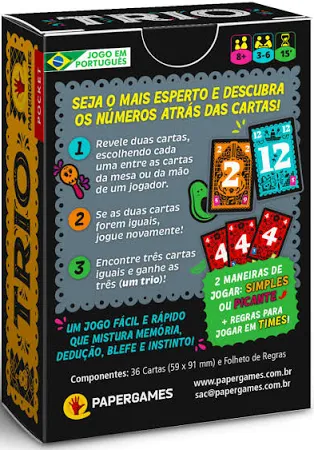 TRIO
PAPERGAMES
POCKET
TRIO
JOGO EM
PORTUGUÊS
8+
3-6
15'
SEJA O MAIS ESPERTO E DESCUBRA
OS NÚMEROS ATRÁS DAS CARTAS!
1
Revele duas cartas,
escolhendo cada
uma entre as cartas
da mesa ou da mão
de um jogador.
2
12
12
12
2
Se as duas cartas
forem iguais,
jogue novamente!
4
4
4
3
Encontre três cartas
iguais e ganhe as
três (um trio)!
2 MANEIRAS DE
JOGAR: SIMPLES
OU PICANTE
+ REGRAS PARA
JOGAR EM TIMES!
UM JOGO FÁCIL E RÁPIDO
QUE MISTURA MEMÓRIA,
DEDUÇÃO, BLEFE E INSTINTO!
Componentes: 36 Cartas (59 x 91 mm) e Folheto de Regras
PAPERGAMES
www.papergames.com.br
sac@papergames.com.br